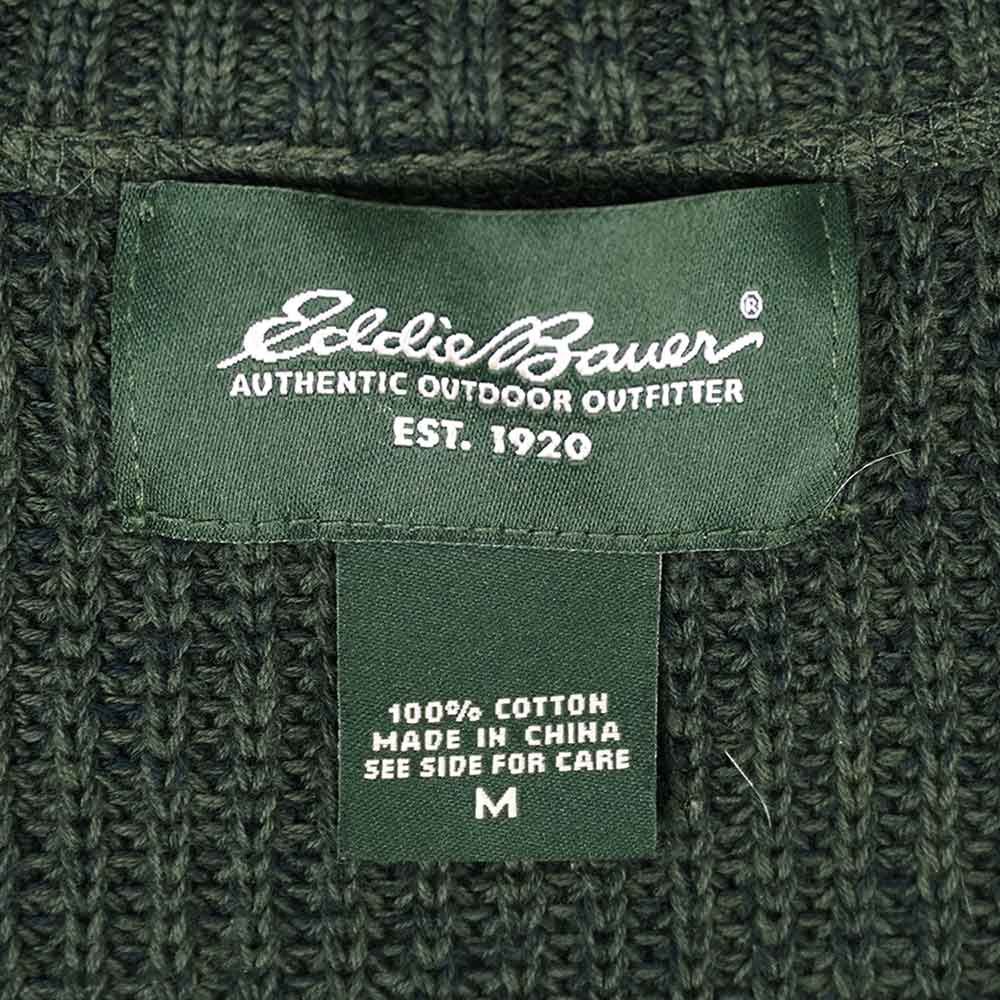 Eddie Bauer®
AUTHENTIC OUTDOOR OUTFITTER
EST. 1920
100% COTTON
MADE IN CHINA
SEE SIDE FOR CARE
M